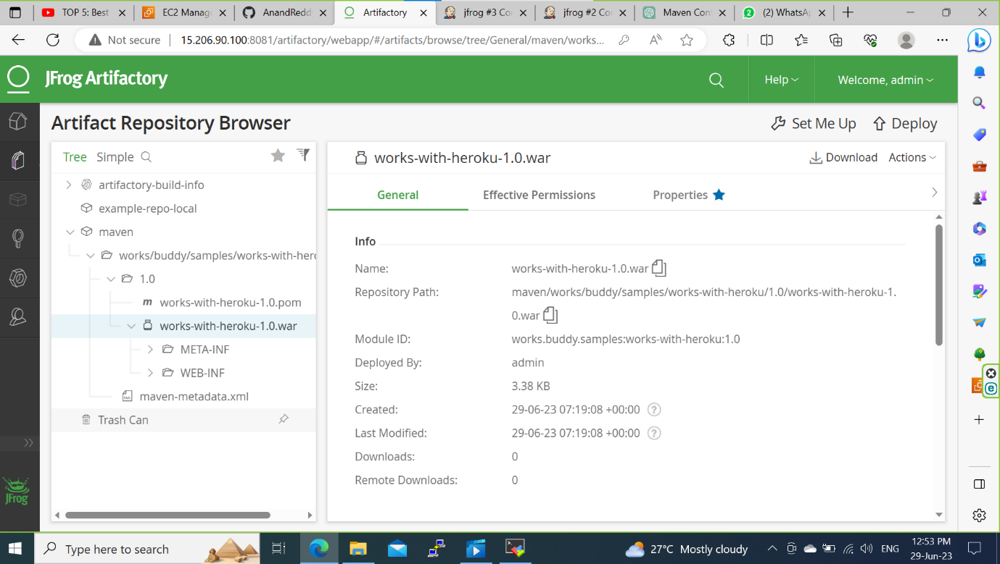 TOP 5: Best
EC2 Manag
AnandRedd
Artifactory
jfrog #3 Co
jfrog #2 Co
Maven Con
(2) WhatsAp
Not secure
15.206.90.100:8081/artifactory/webapp/#/artifacts/browse/tree/General/maven/works...
JFrog Artifactory
Help
Welcome, admin
Artifact Repository Browser
Set Me Up
Deploy
Tree Simple
works-with-heroku-1.0.war
Download
Actions
General
Effective Permissions
Properties
artifactory-build-info
example-repo-local
maven
works/buddy/samples/works-with-hero
1.0
m works-with-heroku-1.0.pom
works-with-heroku-1.0.war
META-INF
WEB-INF
XML
maven-metadata.xml
Trash Can
Info
Name: works-with-heroku-1.0.war
Repository Path: maven/works/buddy/samples/works-with-heroku/1.0/works-with-heroku-1.
0.war
Module ID: works.buddy.samples:works-with-heroku:1.0
Deployed By: admin
Size: 3.38 KB
Created: 29-06-23 07:19:08 +00:00 ?
Last Modified: 29-06-23 07:19:08 +00:00 ?
Downloads: 0
Remote Downloads: 0
JFrog
Type here to search
27°C Mostly cloudy
ENG
12:53 PM
29-Jun-23